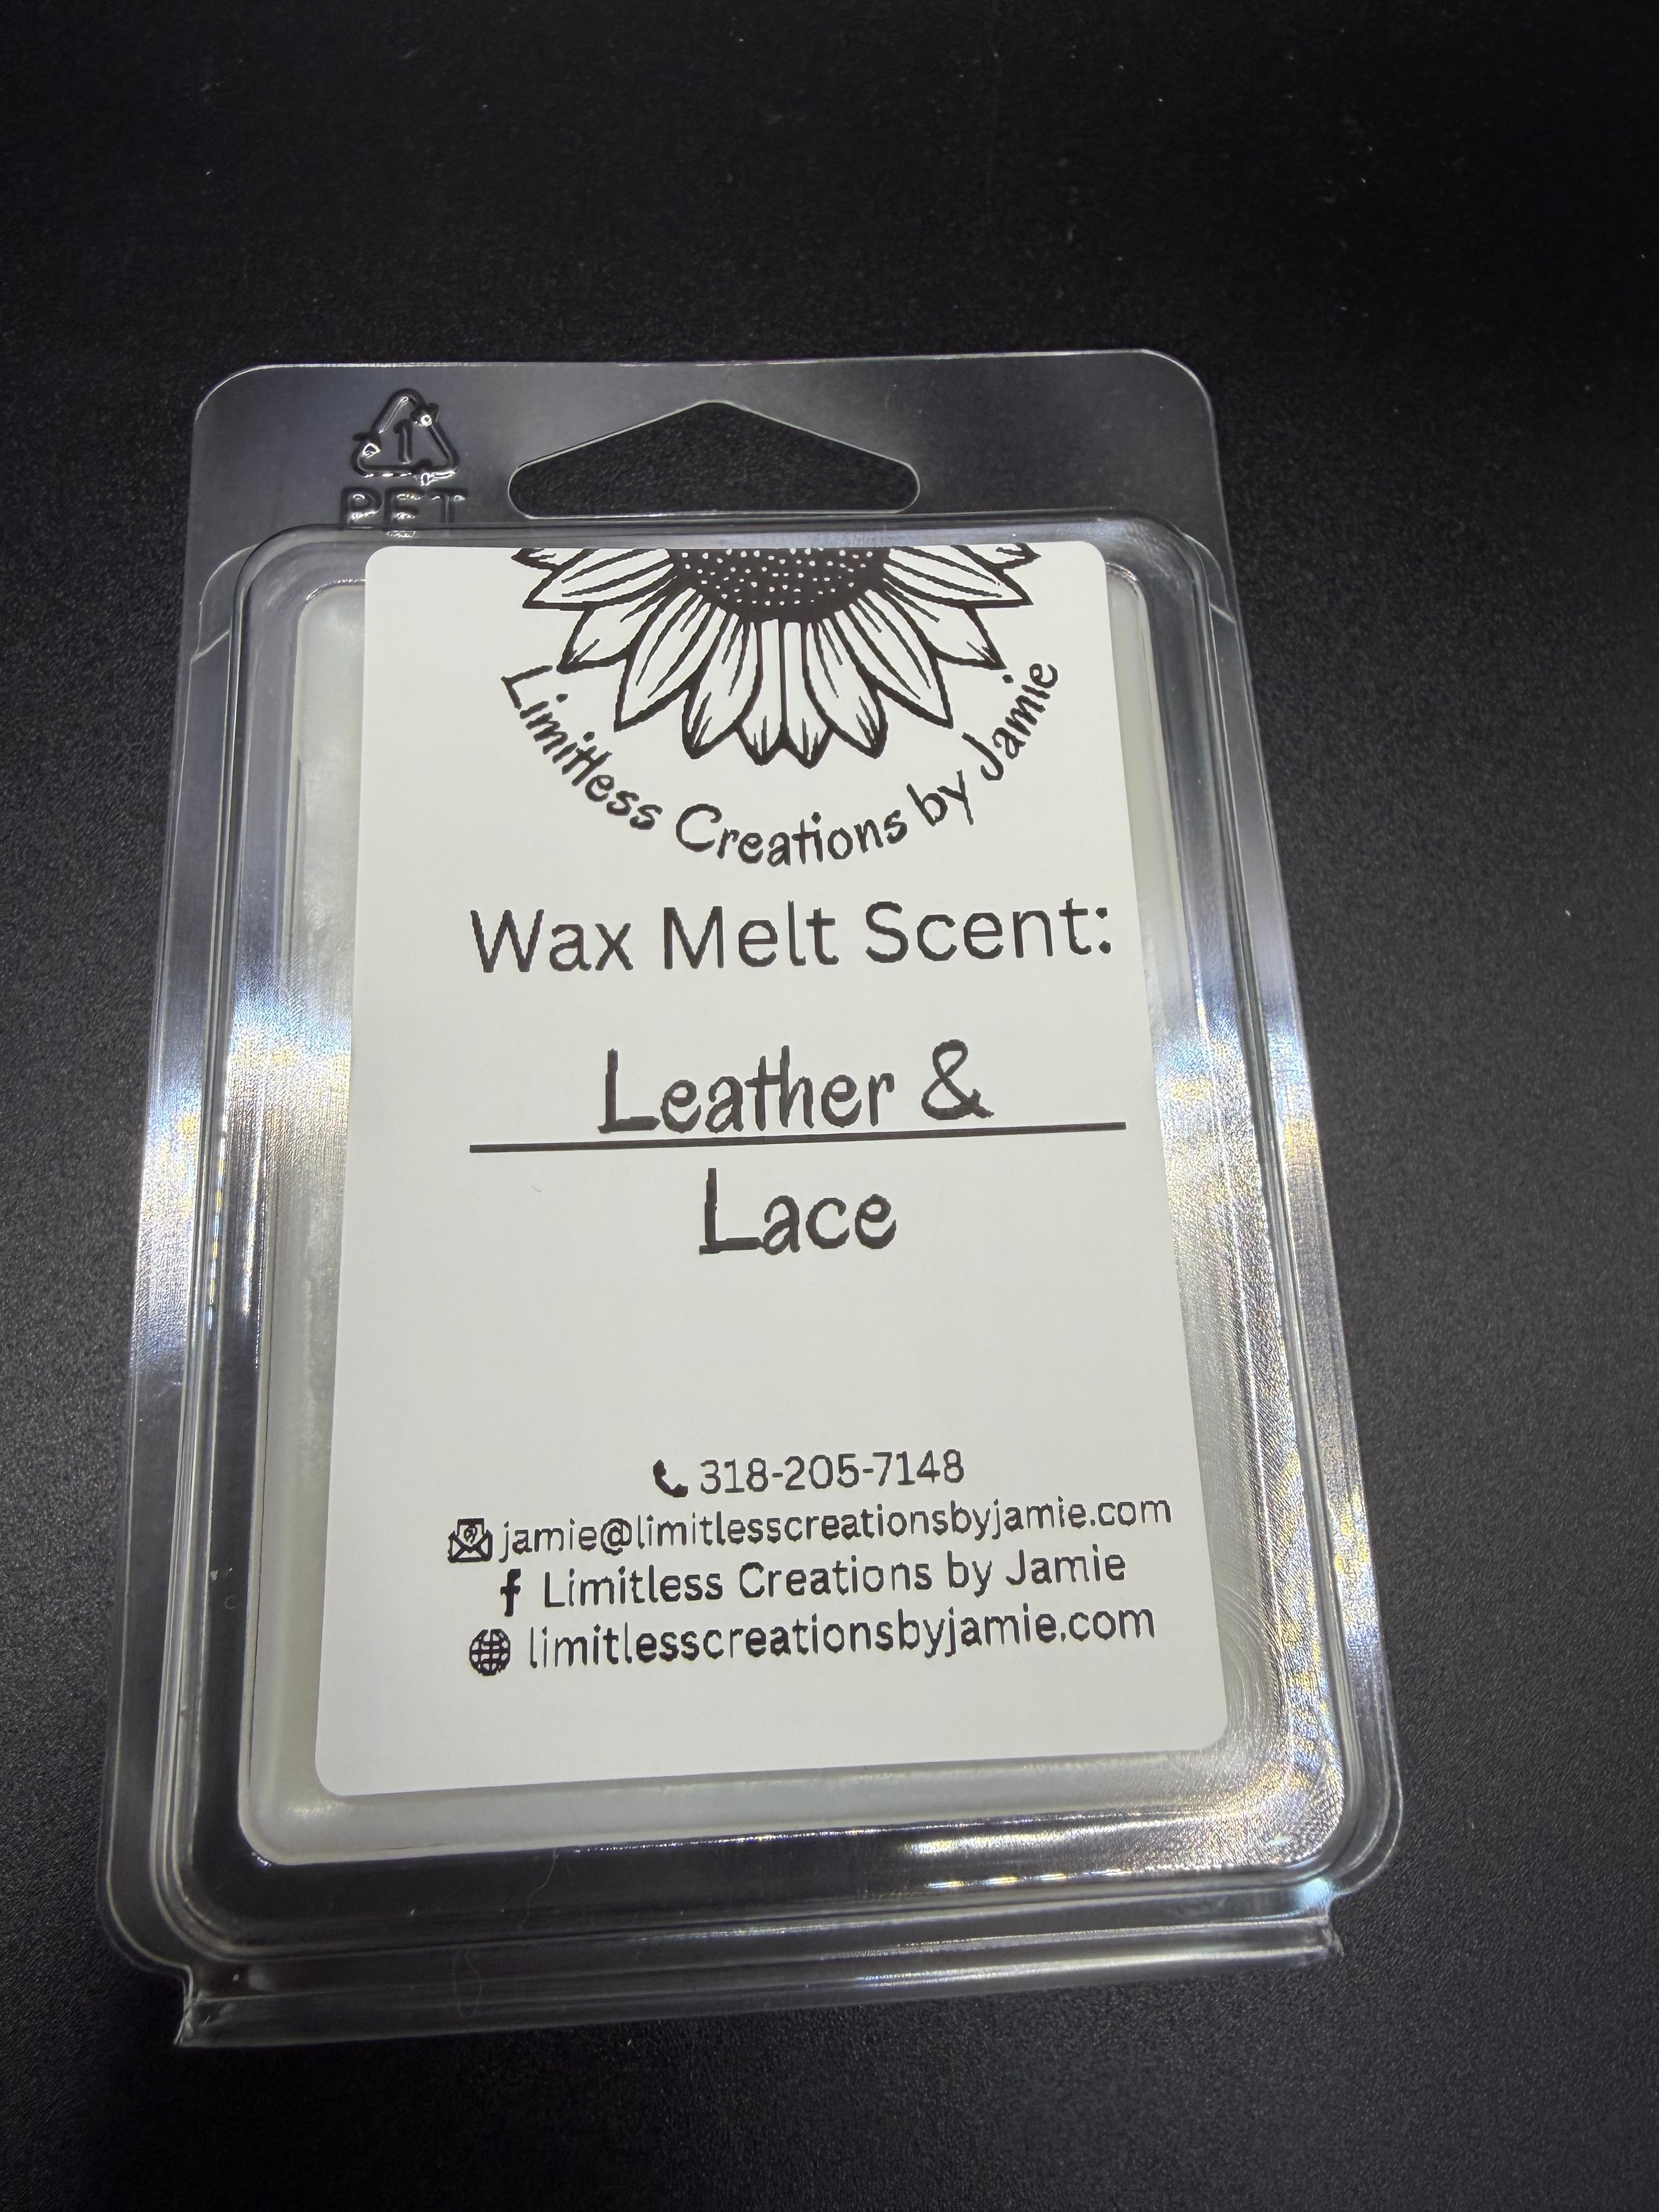 1
PET
Limitless Creations by Jamie
Wax Melt Scent:
Leather &
Lace
318-205-7148
jamie@limitlesscreationsbyjamie.com
f Limitless Creations by Jamie
limitlesscreationsbyjamie.com